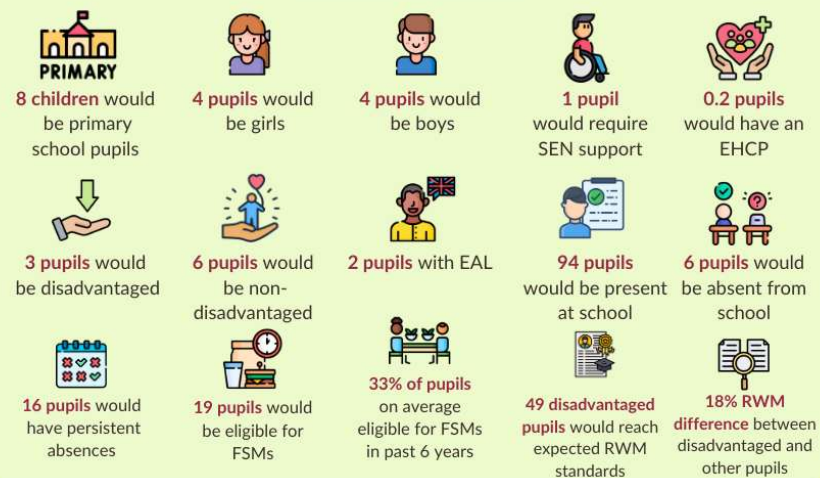 PRIMARY
8 children would
be primary
school pupils
4 pupils would
be girls
4 pupils would
be boys
1 pupil
would require
SEN support
0.2 pupils
would have an
EHCP
3 pupils would
be disadvantaged
6 pupils would
be non-
disadvantaged
2 pupils with EAL
94 pupils
would be present
at school
6 pupils would
be absent from
school
16 pupils would
have persistent
absences
19 pupils would
be eligible for
FSMs
33% of pupils
on average
eligible for FSMs
in past 6 years
49 disadvantaged
pupils would reach
expected RWM
standards
18% RWM
difference between
disadvantaged and
other pupils